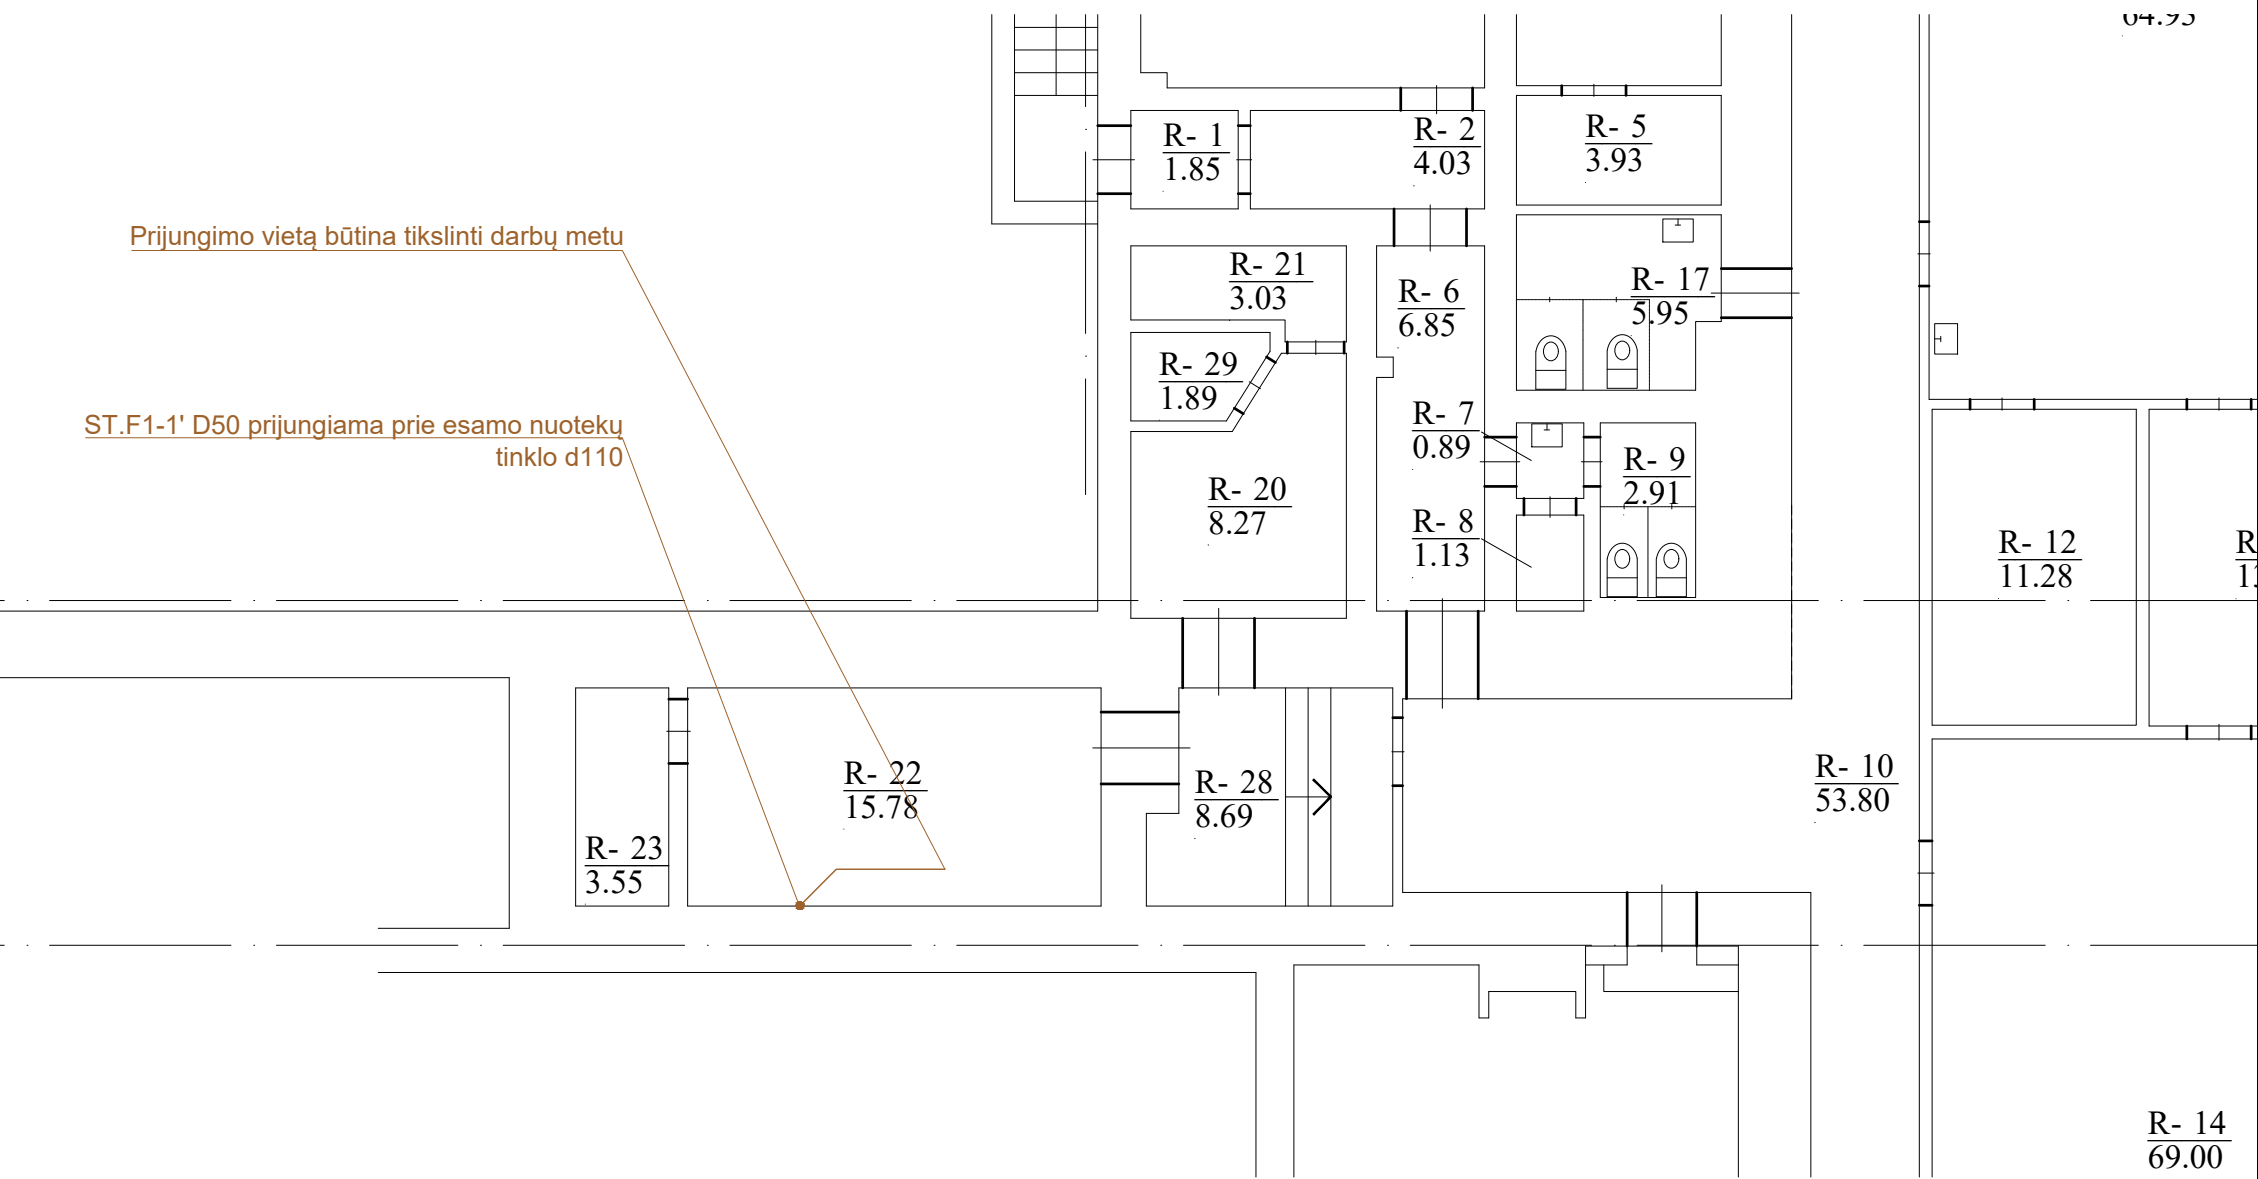 64.95
R- 1
1.85
R- 2
4.03
R- 5
3.93
Prijungimo vietą būtina tikslinti darbų metu
R- 21
3.03
R- 6
6.85
R- 17
5.95
R- 29
1.89
ST.F1-1' D50 prijungiama prie esamo nuotekų
tinklo d110
R- 7
0.89
R- 9
2.91
R- 20
8.27
R- 8
1.13
R- 12
11.28
R- 22
15.78
R- 28
8.69
R- 10
53.80
R- 23
3.55
R- 14
69.00